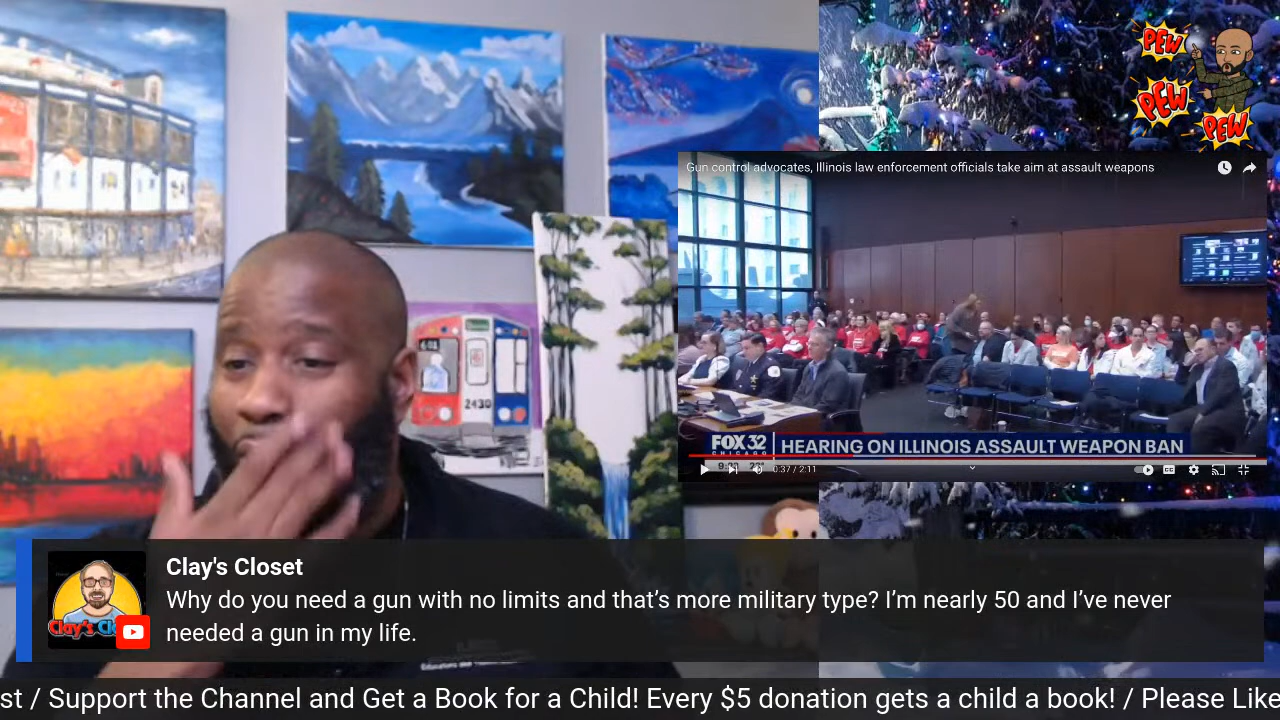 PEW
PEW
PEW
Gun control advocates, Illinois law enforcement officials take aim at assault weapons
FOX 32
CHICAGO
HEARING ON ILLINOIS ASSAULT WEAPON BAN
0:37 / 2:11
CC
2430
Clay's Closet
Why do you need a gun with no limits and that’s more military type? I’m nearly 50 and I’ve never
needed a gun in my life.
st / Support the Channel and Get a Book for a Child! Every $5 donation gets a child a book! / Please Like